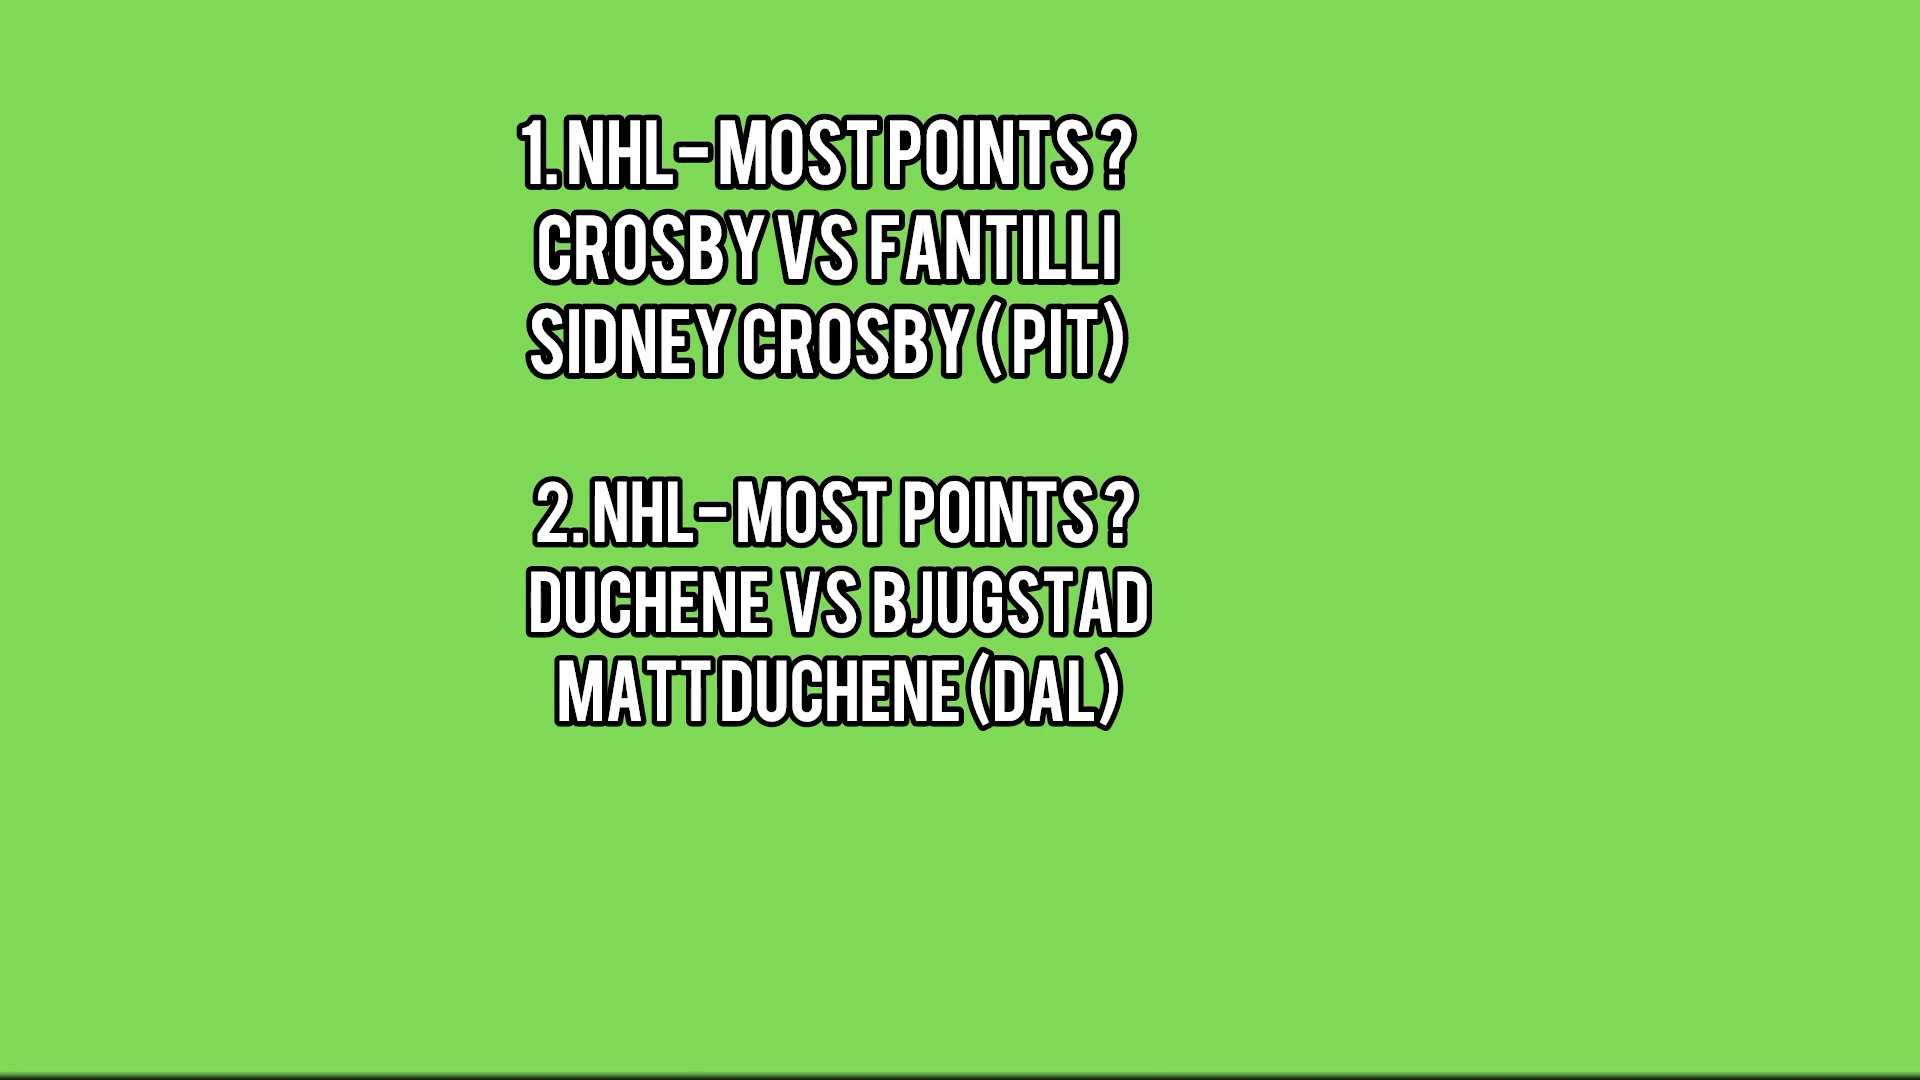 1. NHL - MOST POINTS ?
CROSBY VS FANTILLI
SIDNEY CROSBY ( PIT)
2. NHL - MOST POINTS ?
DUCHENE VS BJUGSTAD
MATT DUCHENE (DAL)